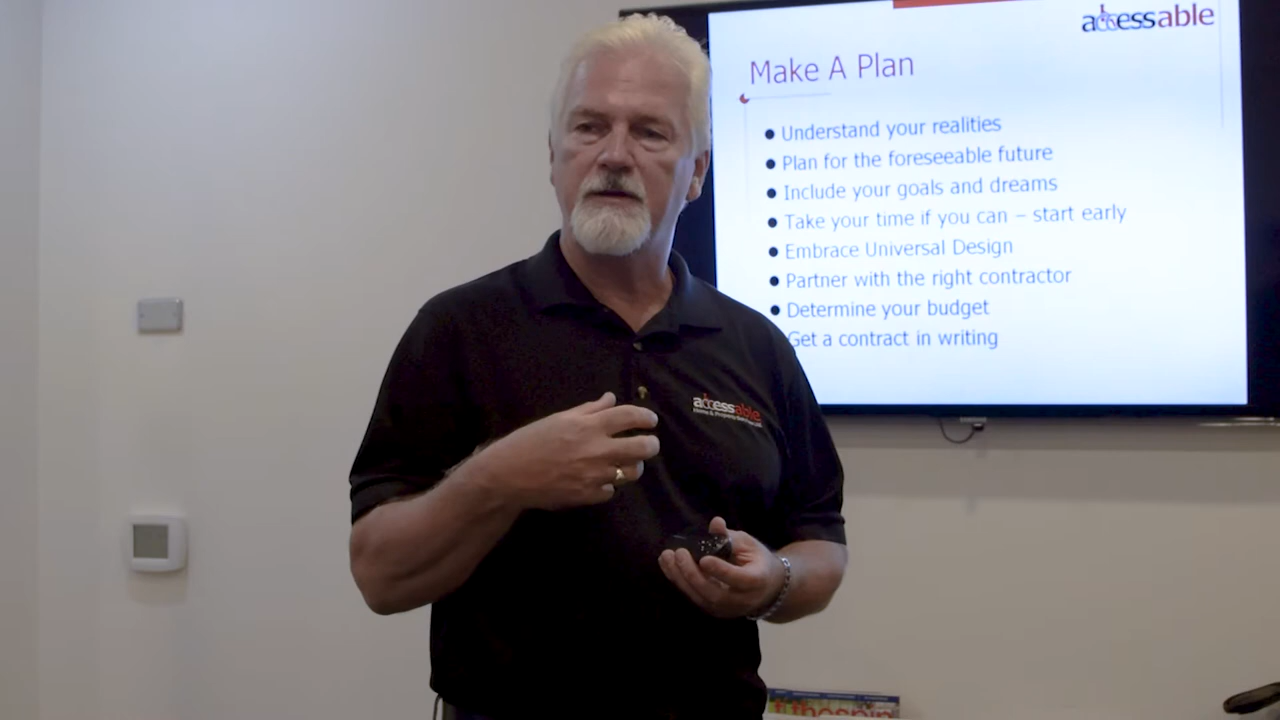 accessable
Make A Plan
Understand your realities
Plan for the foreseeable future
Include your goals and dreams
Take your time if you can – start early
Embrace Universal Design
Partner with the right contractor
Determine your budget
Get a contract in writing
accessable